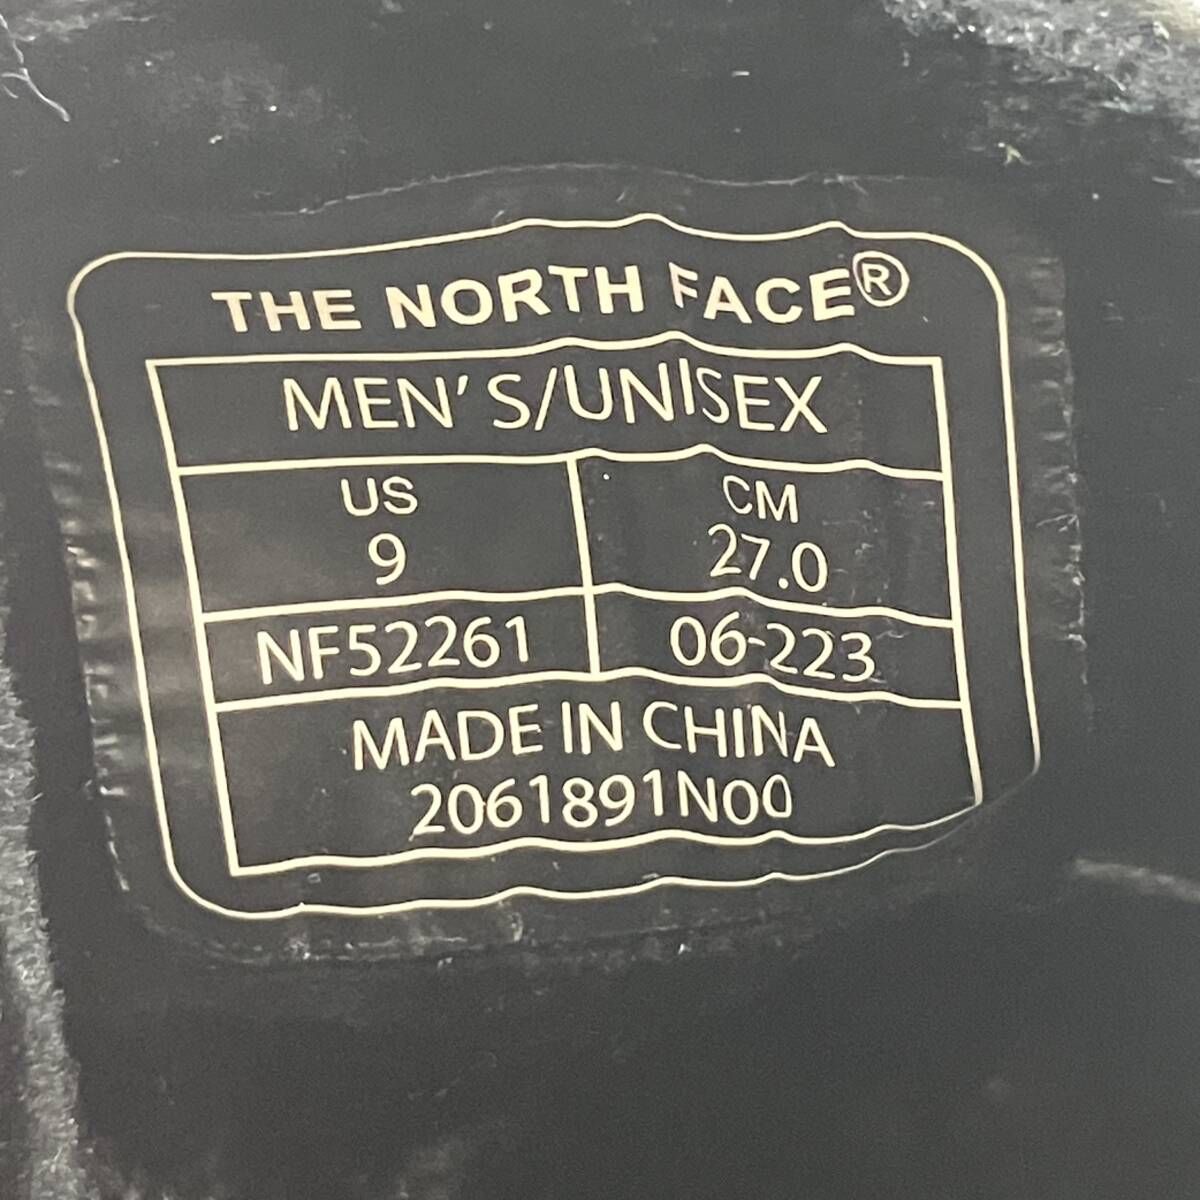 THE NORTH FACE®
MEN'S/UNISEX
US CM
9 27.0
NF52261 06-223
MADE IN CHINA
2061891N00